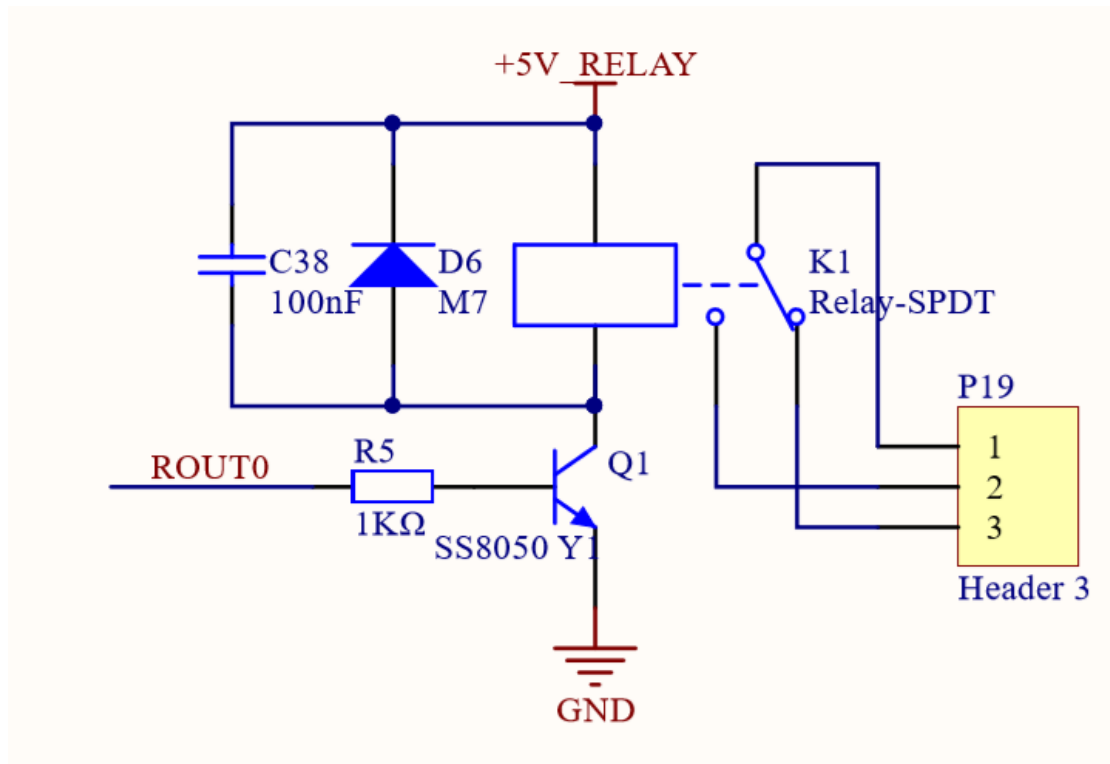 +5V_RELAY
C38
100nF
D6
M7
K1
Relay-SPDT
P19
1
2
3
Header 3
ROUT0
R5
1KΩ
Q1
SS8050 Y1
GND